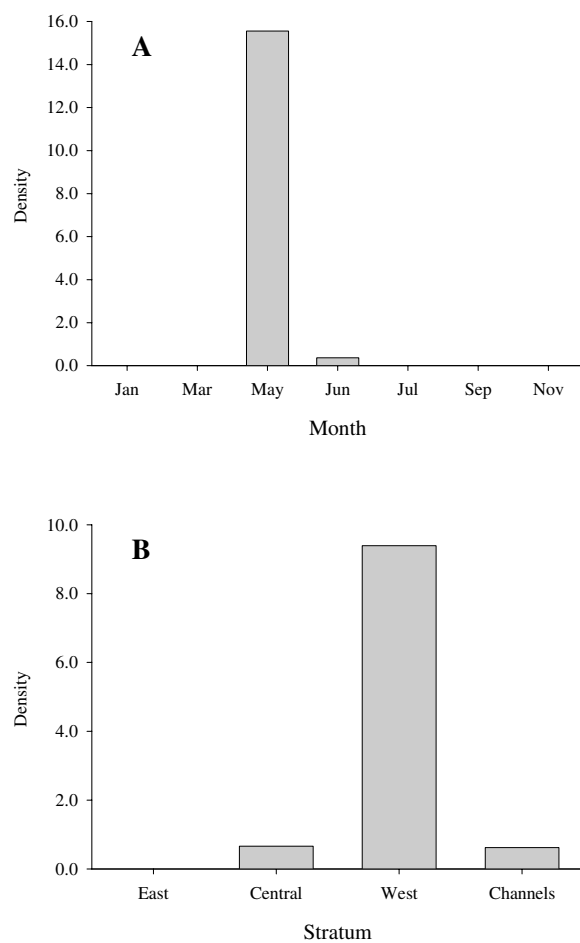 A
16.0
14.0
12.0
10.0
8.0
6.0
4.0
2.0
0.0
Density
Jan Mar May Jun Jul Sep Nov
Month
B
10.0
8.0
6.0
4.0
2.0
0.0
Density
East Central West Channels
Stratum